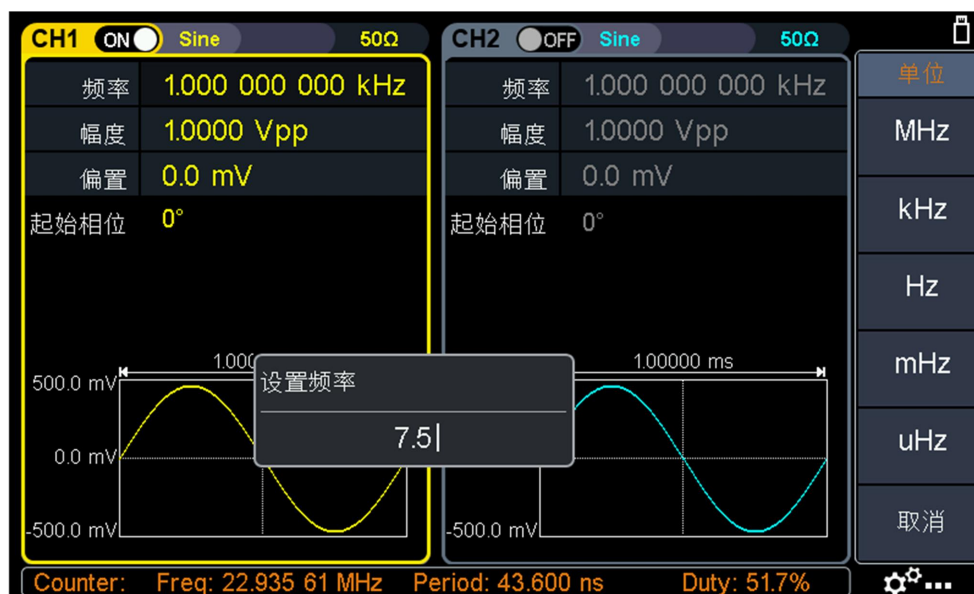 CH1 ON Sine 50Ω
频率 1.000 000 000 kHz
幅度 1.0000 Vpp
偏置 0.0 mV
起始相位 0°
1.000
500.0 mV
0.0 mV
-500.0 mV
CH2 OFF Sine 50Ω
频率 1.000 000 000 kHz
幅度 1.0000 Vpp
偏置 0.0 mV
起始相位 0°
1.00000 ms
-500.0 mV
设置频率
7.5
单位
MHz
kHz
Hz
mHz
uHz
取消
Counter: Freq: 22.935 61 MHz Period: 43.600 ns Duty: 51.7%